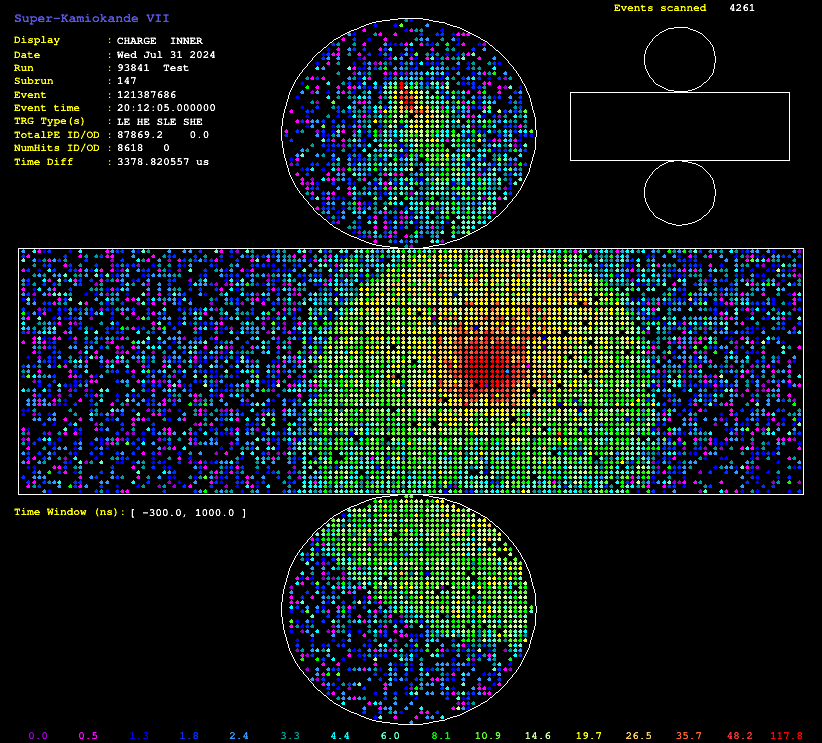 Super-Kamiokande VII
Events scanned 4261
Display : CHARGE INNER
Date : Wed Jul 31 2024
Run : 93841 Test
Subrun : 147
Event : 121387686
Event time : 20:12:05.000000
TRG Type(s) : LE HE SLE SHE
TotalPE ID/OD : 87869.2 0.0
NumHits ID/OD : 8618 0
Time Diff : 3378.820557 us
Time Window (ns): [ -300.0, 1000.0 ]
0.0 0.5 1.3 1.8 2.4 3.3 4.4 6.0 8.1 10.9 14.6 19.7 26.5 35.7 48.2 117.8